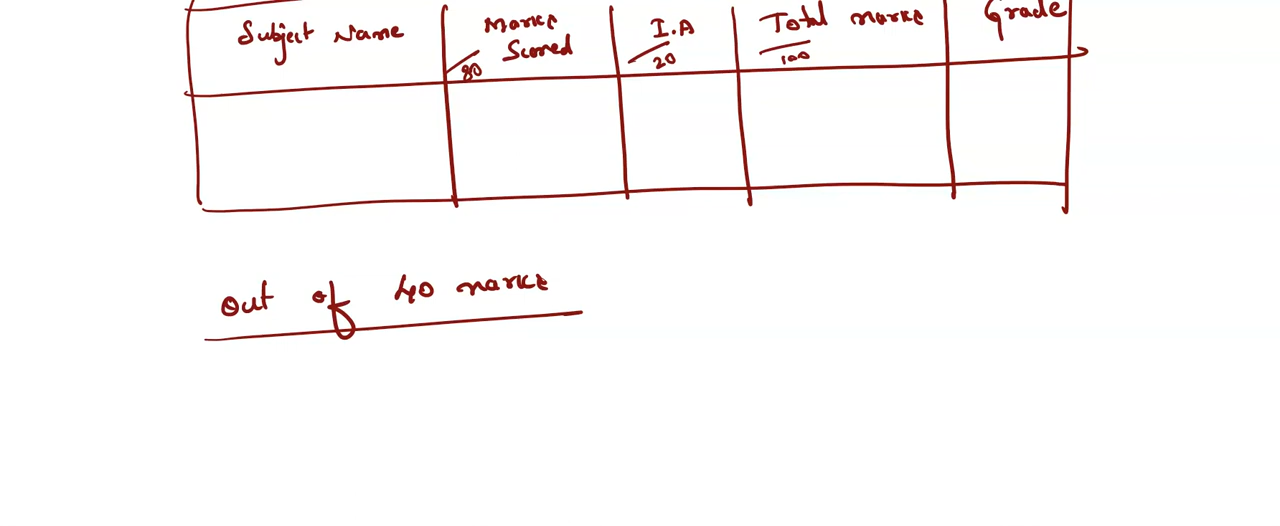 Subject Name
Marks Scored /80
I.A /20
Total marks /100
Grade
Out of 40 marks